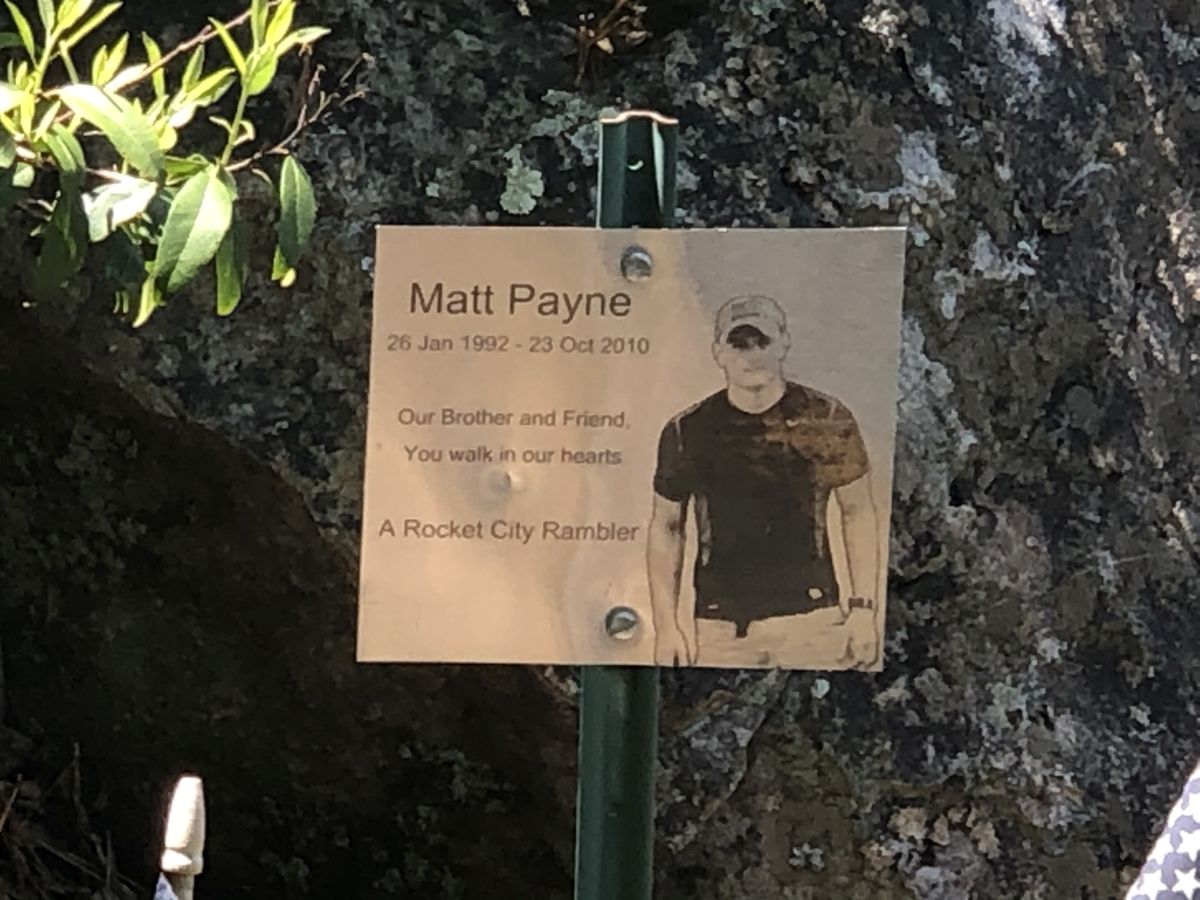 Matt Payne
26 Jan 1992 - 23 Oct 2010
Our Brother and Friend,
You walk in our hearts
A Rocket City Rambler